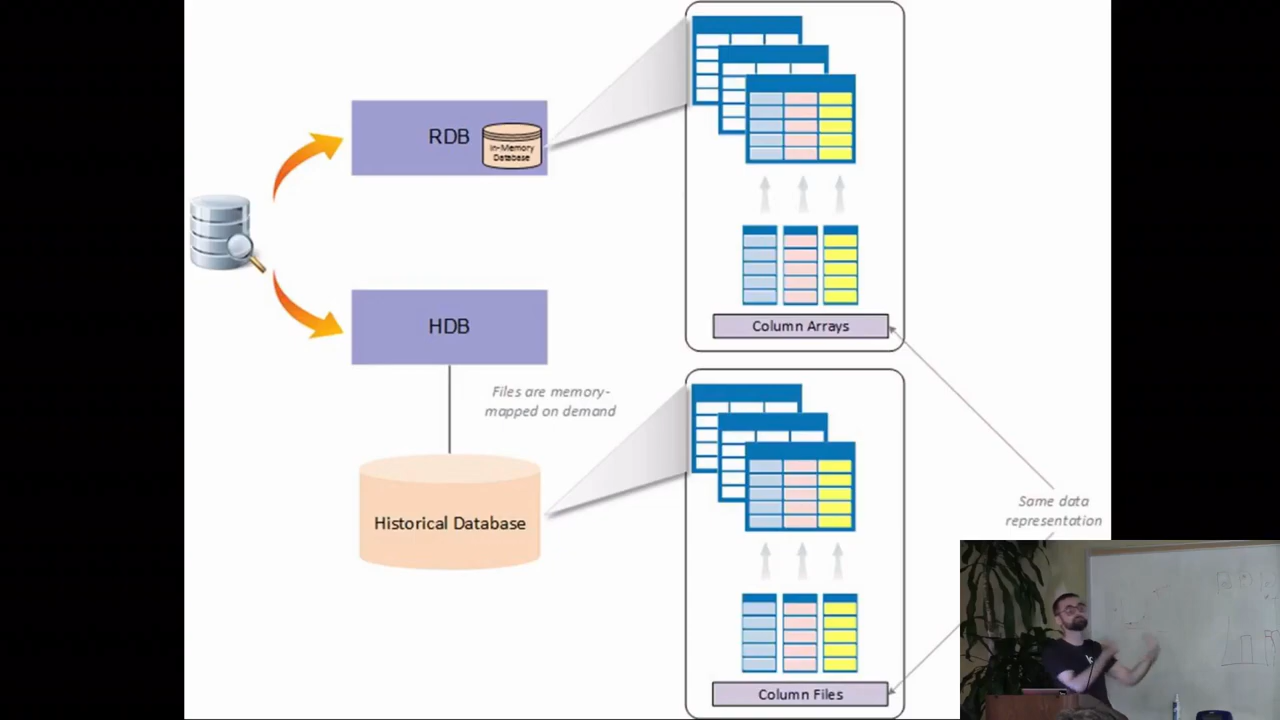 RDB
In-Memory
Database
HDB
Files are memory-
mapped on demand
Historical Database
Column Arrays
Same data
representation
Column Files